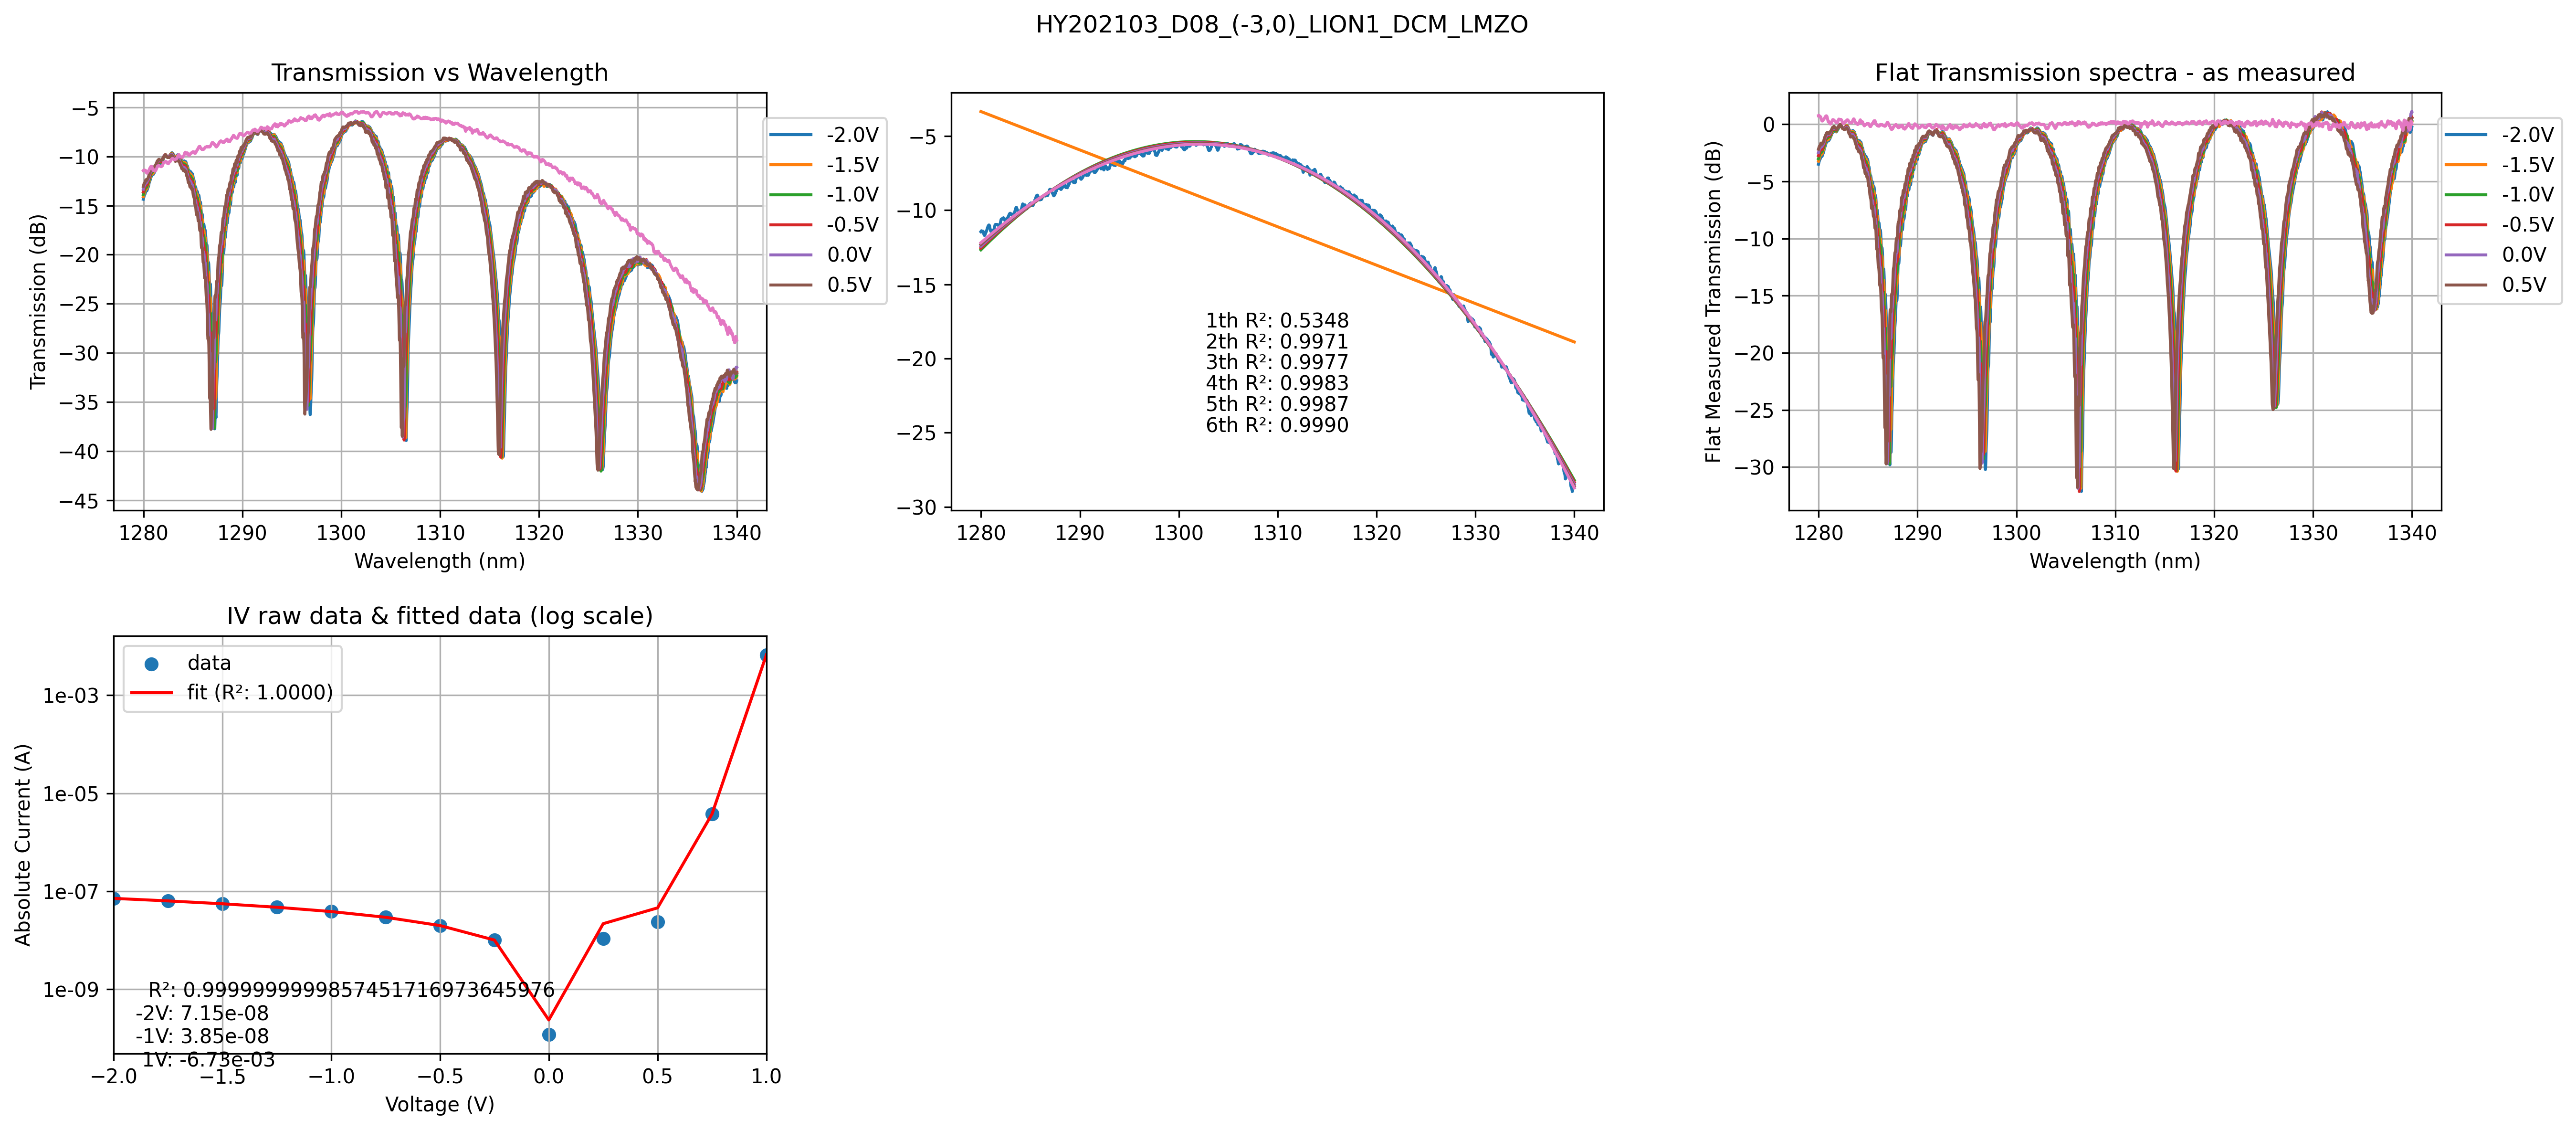 HY202103_D08_(-3,0)_LION1_DCM_LMZO
Transmission vs Wavelength
Transmission (dB)
−5
−10
−15
−20
−25
−30
−35
−40
−45
1280 1290 1300 1310 1320 1330 1340
Wavelength (nm)
-2.0V
-1.5V
-1.0V
-0.5V
0.0V
0.5V
−5
−10
−15
−20
−25
−30
1th R²: 0.5348
2th R²: 0.9971
3th R²: 0.9977
4th R²: 0.9983
5th R²: 0.9987
6th R²: 0.9990
1280 1290 1300 1310 1320 1330 1340
Flat Transmission spectra - as measured
Flat Measured Transmission (dB)
0
−5
−10
−15
−20
−25
−30
1280 1290 1300 1310 1320 1330 1340
Wavelength (nm)
-2.0V
-1.5V
-1.0V
-0.5V
0.0V
0.5V
IV raw data & fitted data (log scale)
data
fit (R²: 1.0000)
Absolute Current (A)
1e-03
1e-05
1e-07
1e-09
R²: 0.9999999999857451716973645976
-2V: 7.15e-08
-1V: 3.85e-08
1V: -6.73e-03
−2.0 −1.5 −1.0 −0.5 0.0 0.5 1.0
Voltage (V)